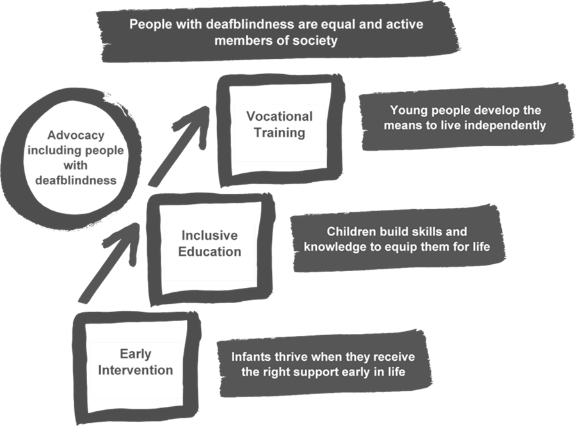 People with deafblindness are equal and active
members of society
Vocational
Training
Young people develop the
means to live independently
Advocacy
including people
with
deafblindness
Inclusive
Education
Children build skills and
knowledge to equip them for life
Early
Intervention
Infants thrive when they receive
the right support early in life